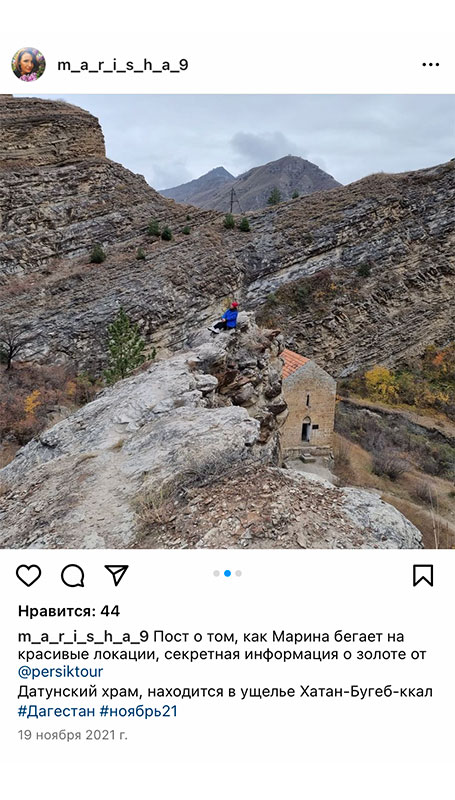 m_a_r_i_s_h_a_9
Нравится: 44
m_a_r_i_s_h_a_9 Пост о том, как Марина бегает на
красивые локации, секретная информация о золоте от
@persiktour
Датунский храм, находится в ущелье Хатан-Бугеб-ккал
#Дагестан #ноябрь21
19 ноября 2021 г.